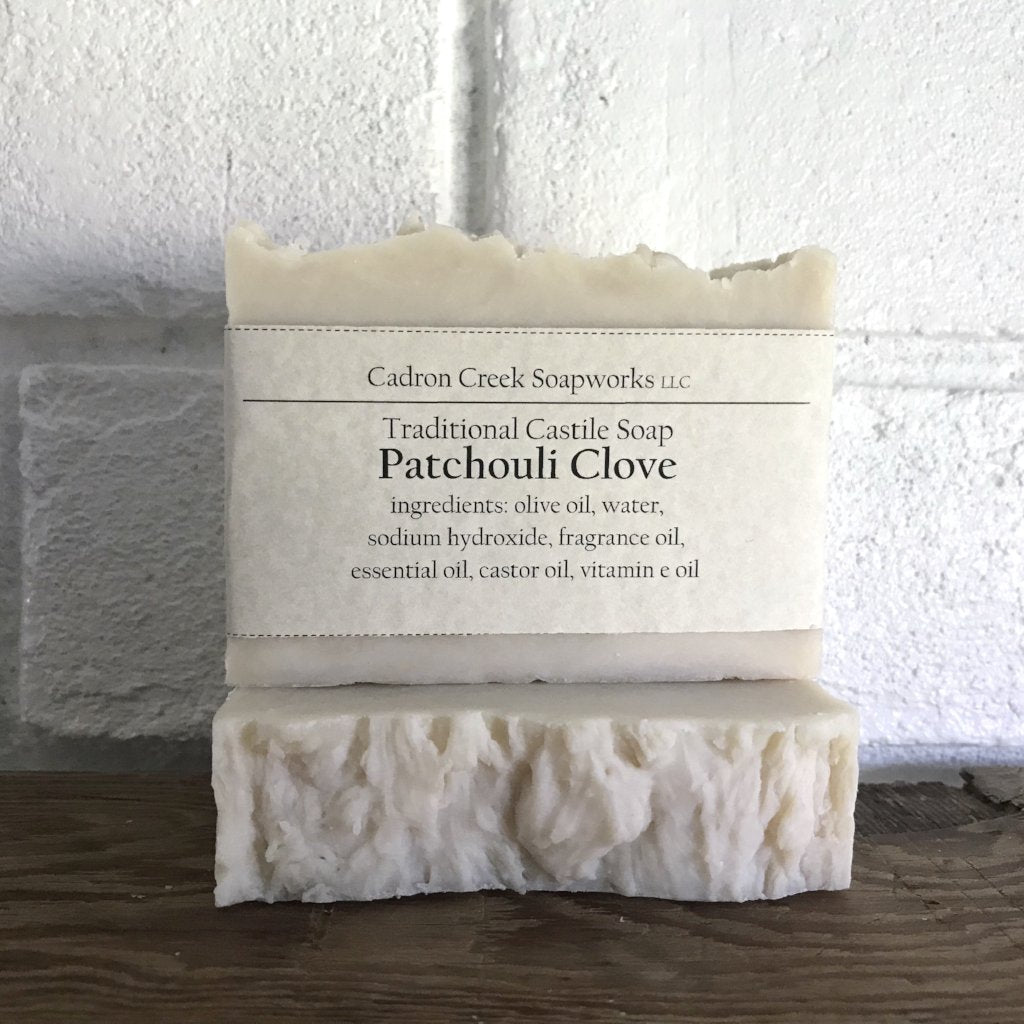 Cadron Creek Soapworks LLC
Traditional Castile Soap
Patchouli Clove
ingredients: olive oil, water,
sodium hydroxide, fragrance oil,
essential oil, castor oil, vitamin e oil